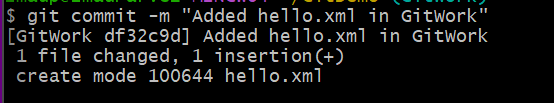 $ git commit -m "Added hello.xml in GitWork"
[GitWork df32c9d] Added hello.xml in GitWork
 1 file changed, 1 insertion(+)
 create mode 100644 hello.xml